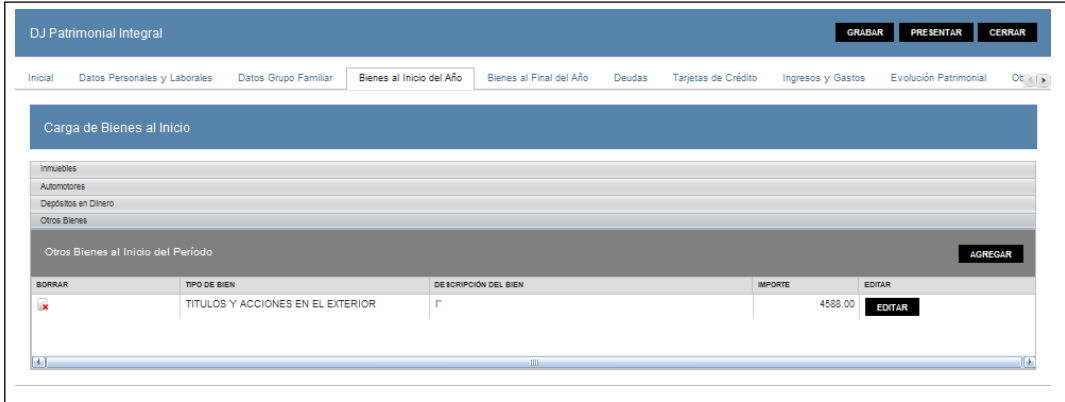 DJ Patrimonial Integral
GRABAR PRESENTAR CERRAR
Inicial Datos Personales y Laborales Datos Grupo Familiar Bienes al Inicio del Año Bienes al Final del Año Deudas Tarjetas de Crédito Ingresos y Gastos Evolución Patrimonial
Carga de Bienes al Inicio
Inmuebles
Automotores
Depósitos en Dinero
Otros Bienes
Otros Bienes al Inicio del Período AGREGAR
BORRAR TIPO DE BIEN DESCRIPCIÓN DEL BIEN IMPORTE EDITAR
TITULOS Y ACCIONES EN EL EXTERIOR 4588.00 EDITAR